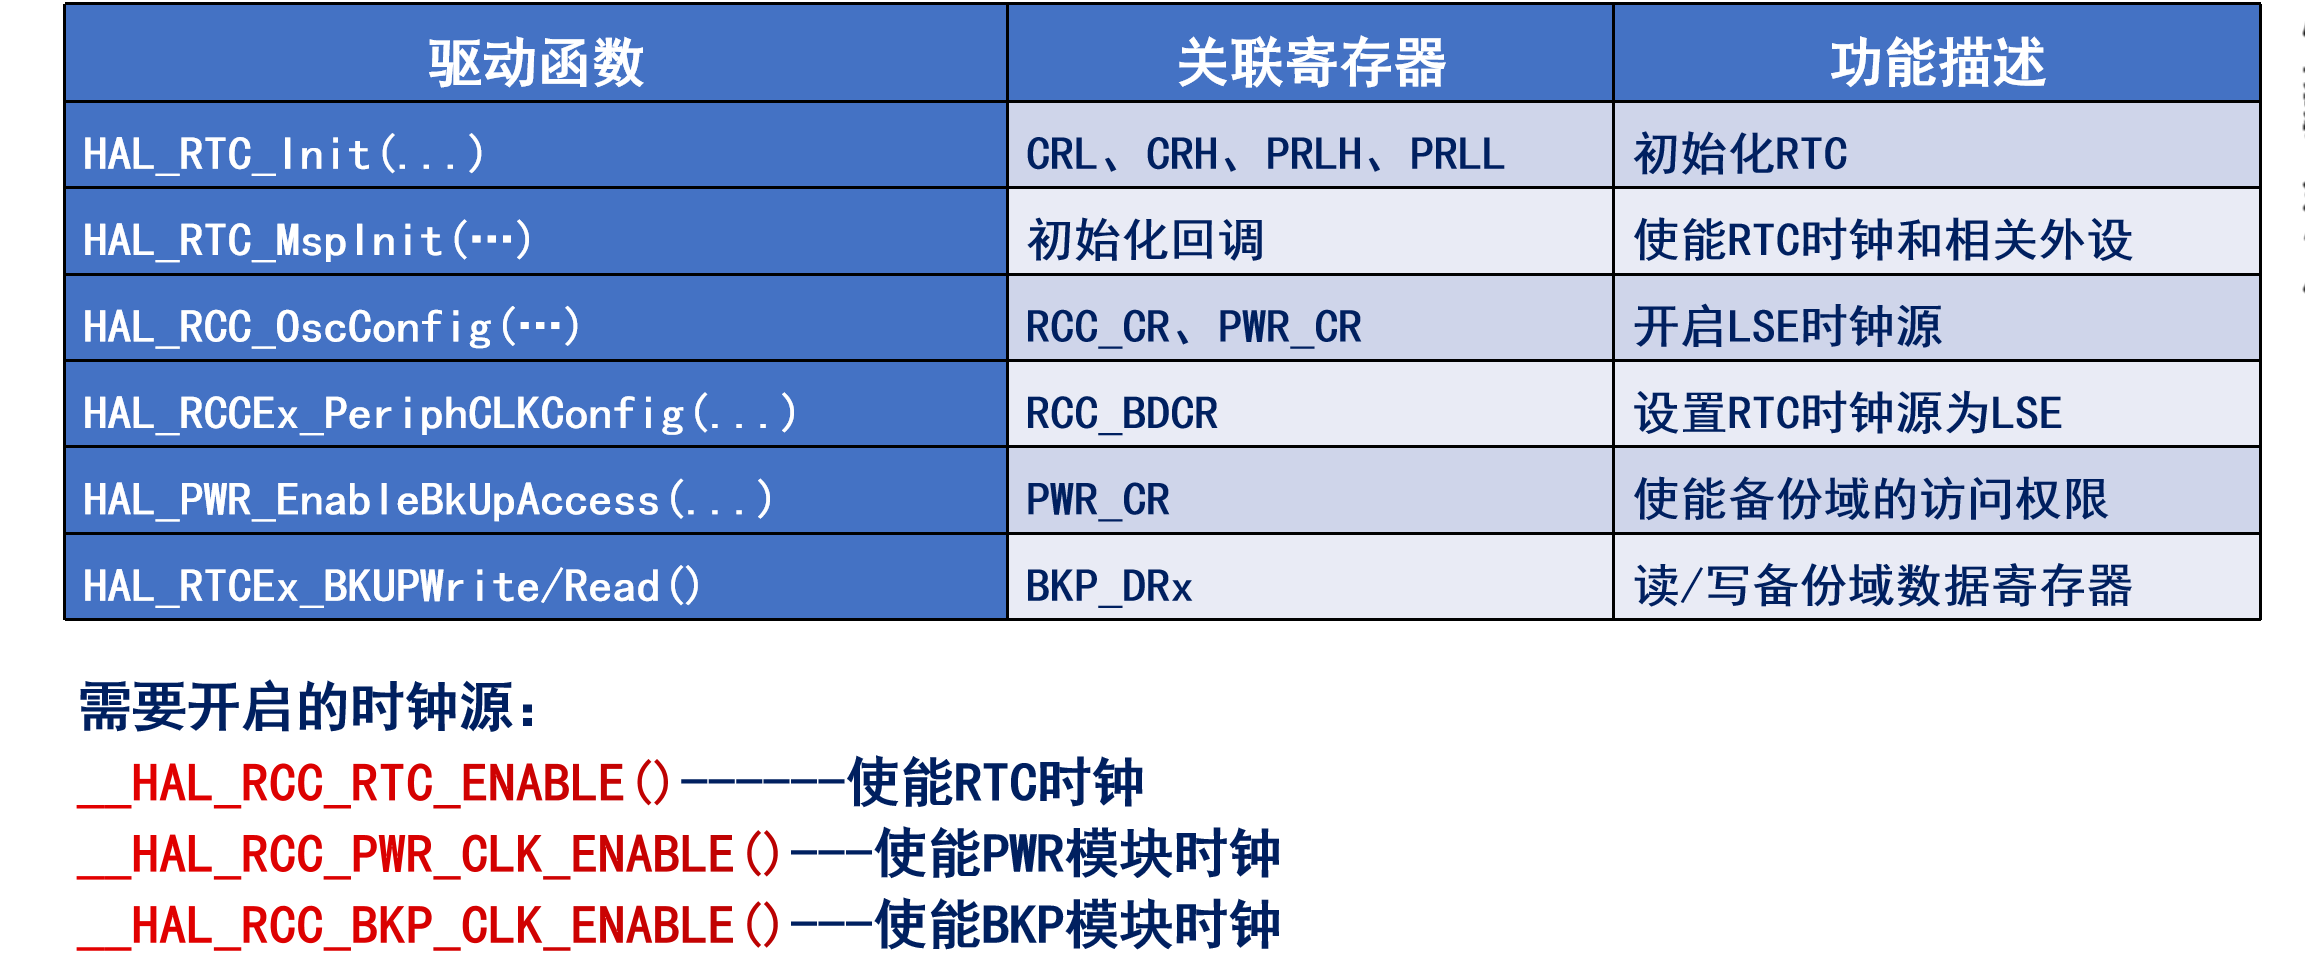 驱动函数 关联寄存器 功能描述
HAL_RTC_Init(...) CRL、CRH、PRLH、PRLL 初始化RTC
HAL_RTC_MspInit(…) 初始化回调 使能RTC时钟和相关外设
HAL_RCC_OscConfig(…) RCC_CR、PWR_CR 开启LSE时钟源
HAL_RCCEx_PeriphCLKConfig(...) RCC_BDCR 设置RTC时钟源为LSE
HAL_PWR_EnableBkUpAccess(...) PWR_CR 使能备份域的访问权限
HAL_RTCEx_BKUPWrite/Read() BKP_DRx 读/写备份域数据寄存器
需要开启的时钟源：
__HAL_RCC_RTC_ENABLE()------使能RTC时钟
__HAL_RCC_PWR_CLK_ENABLE()---使能PWR模块时钟
__HAL_RCC_BKP_CLK_ENABLE()---使能BKP模块时钟